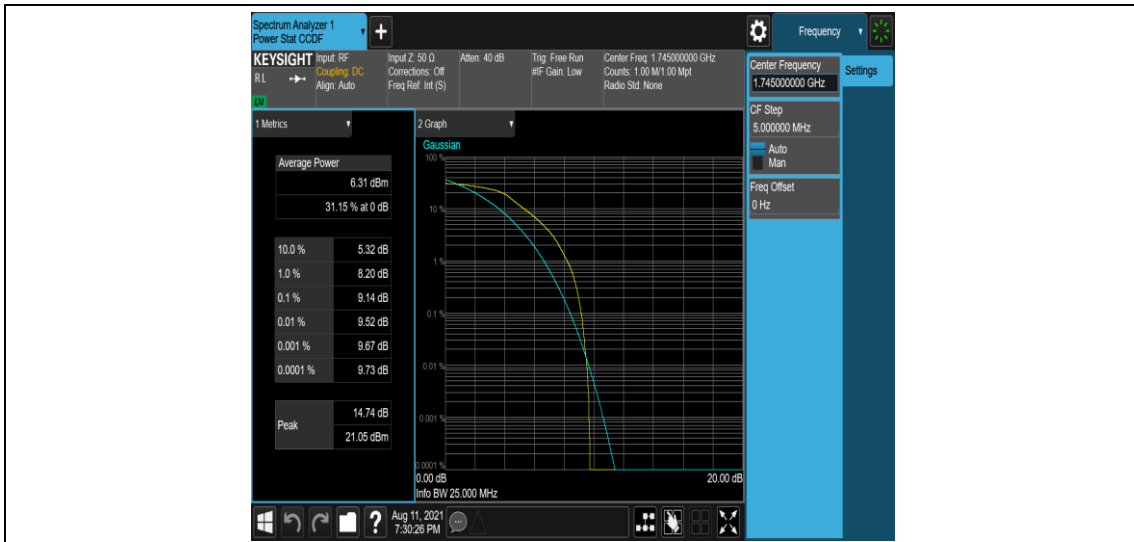 Spectrum Analyzer 1
Power Stat CCDF
Frequency
KEYSIGHT
RL
LM
Input: RF
Coupling: DC
Align: Auto
Input Z: 50 Ω
Corrections: Off
Freq Ref: Int (S)
Atten: 40 dB
Trig: Free Run
#IF Gain: Low
Center Freq: 1.745000000 GHz
Counts: 1.00 M/1.00 Mpt
Radio Std: None
Center Frequency
1.745000000 GHz
Settings
CF Step
5.000000 MHz
Auto
Man
Freq Offset
0 Hz
1 Metrics
Average Power
6.31 dBm
31.15 % at 0 dB
10.0 % 5.32 dB
1.0 % 8.20 dB
0.1 % 9.14 dB
0.01 % 9.52 dB
0.001 % 9.67 dB
0.0001 % 9.73 dB
Peak
14.74 dB
21.05 dBm
2 Graph
Gaussian
100 %
10 %
1 %
0.1 %
0.01 %
0.001 %
0.0001 %
0.00 dB 20.00 dB
Info BW 25.000 MHz
?
Aug 11, 2021
7:30:26 PM